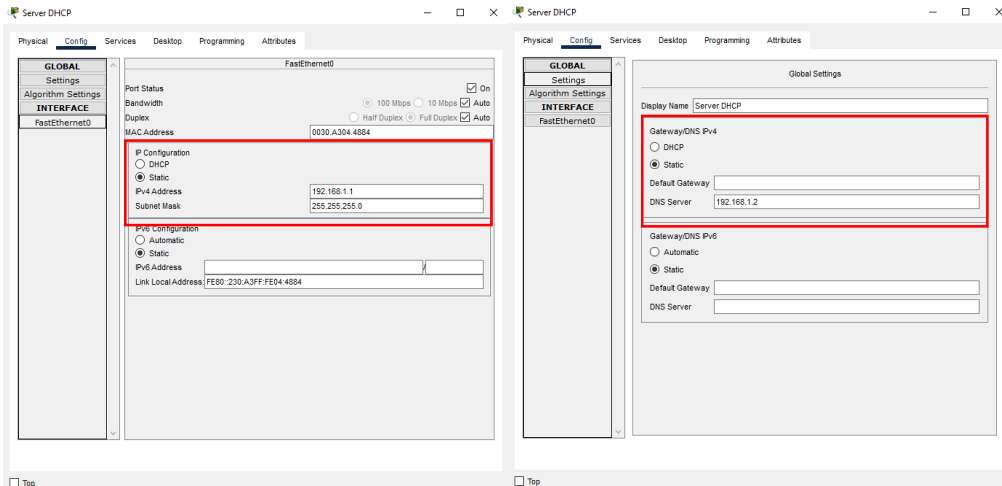 Server DHCP
Physical Config Services Desktop Programming Attributes
GLOBAL
Settings
Algorithm Settings
INTERFACE
FastEthernet0
FastEthernet0
Port Status On
Bandwidth 100 Mbps 10 Mbps Auto
Duplex Half Duplex Full Duplex Auto
MAC Address 0030.A304.4884
IP Configuration
DHCP
Static
IPv4 Address 192.168.1.1
Subnet Mask 255.255.255.0
IPv6 Configuration
Automatic
Static
IPv6 Address /
Link Local Address: FE80::230:A3FF:FE04:4884
Top
Server DHCP
Physical Config Services Desktop Programming Attributes
GLOBAL
Settings
Algorithm Settings
INTERFACE
FastEthernet0
Global Settings
Display Name Server DHCP
Gateway/DNS IPv4
DHCP
Static
Default Gateway
DNS Server 192.168.1.2
Gateway/DNS IPv6
Automatic
Static
Default Gateway
DNS Server
Top